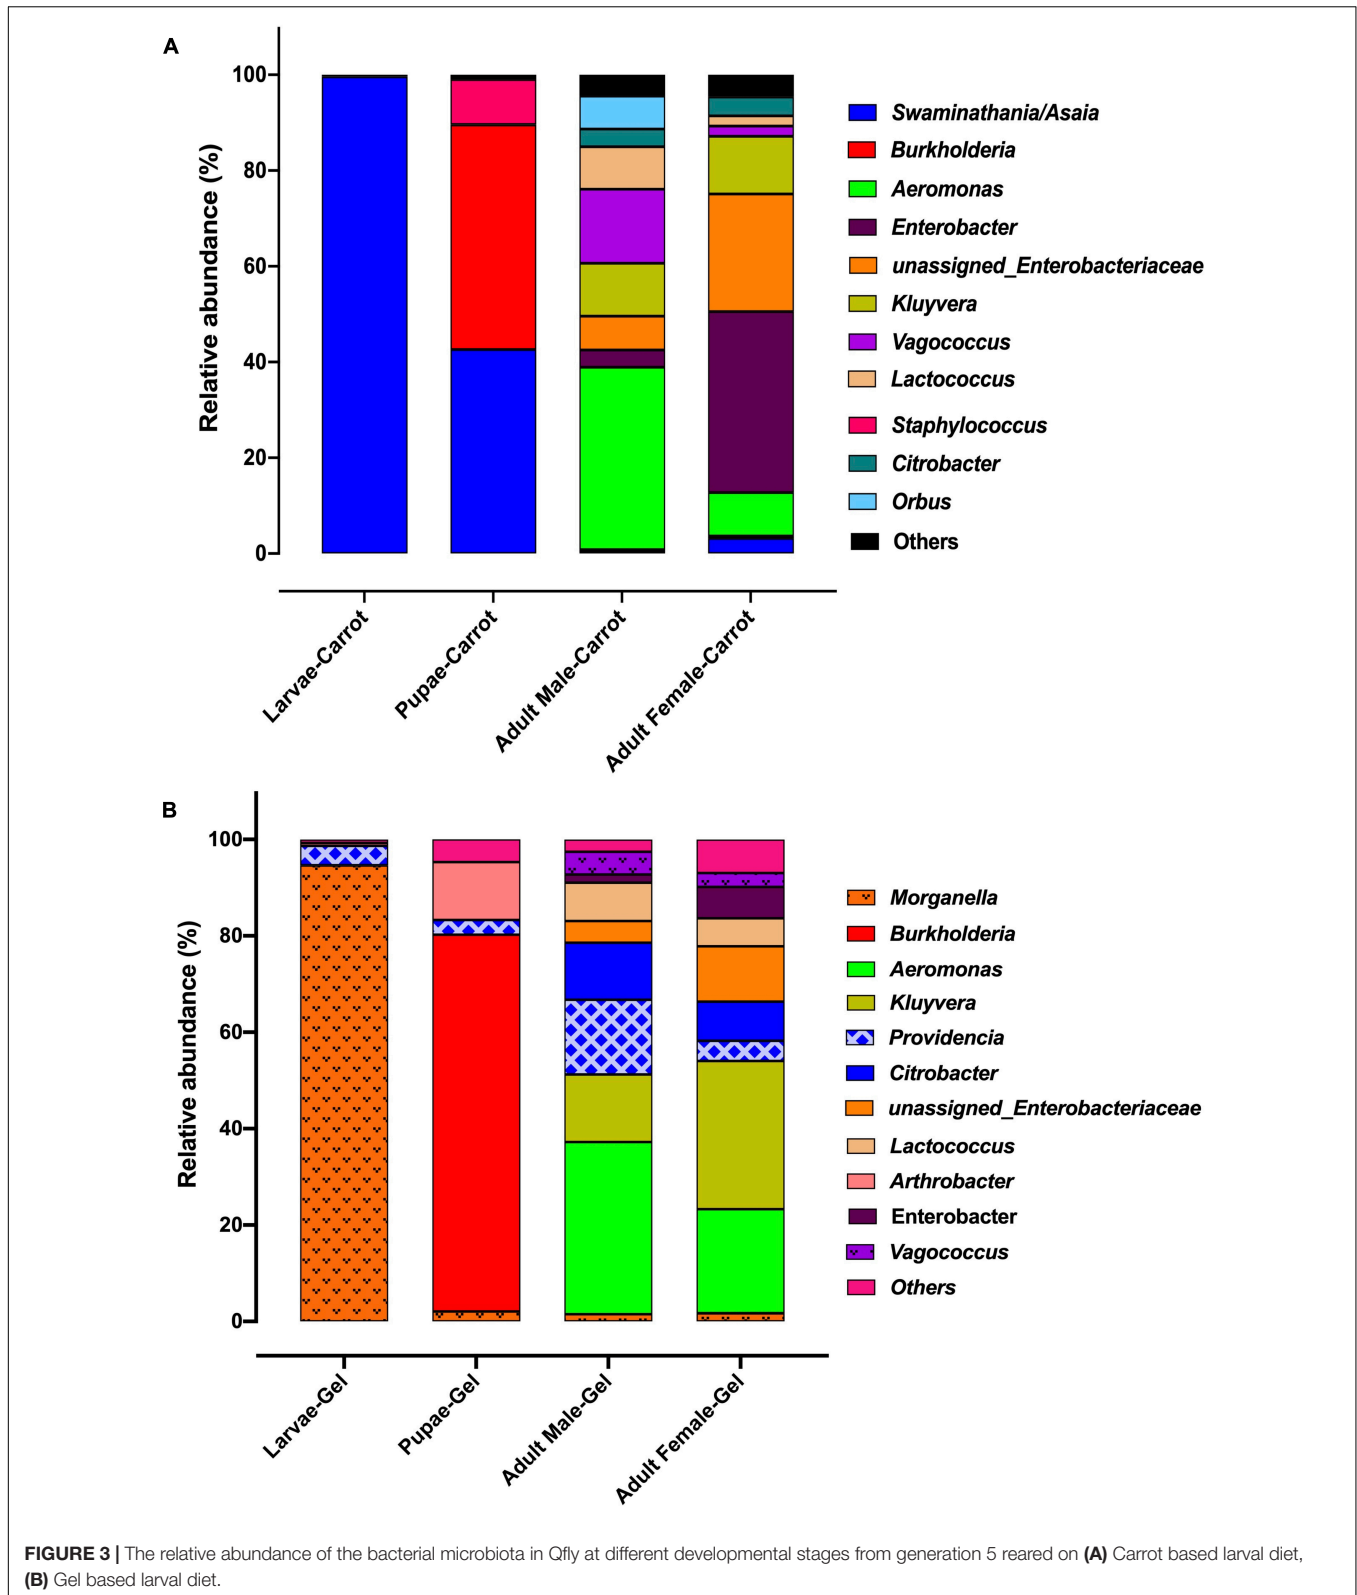 A
Relative abundance (%)
100
80
60
40
20
0
Larvae-Carrot
Pupae-Carrot
Adult Male-Carrot
Adult Female-Carrot
Swaminathania/Asaia
Burkholderia
Aeromonas
Enterobacter
unassigned_Enterobacteriaceae
Kluyvera
Vagococcus
Lactococcus
Staphylococcus
Citrobacter
Orbus
Others
B
Relative abundance (%)
100
80
60
40
20
0
Larvae-Gel
Pupae-Gel
Adult Male-Gel
Adult Female-Gel
Morganella
Burkholderia
Aeromonas
Kluyvera
Providencia
Citrobacter
unassigned_Enterobacteriaceae
Lactococcus
Arthrobacter
Enterobacter
Vagococcus
Others
FIGURE 3 | The relative abundance of the bacterial microbiota in Qfly at different developmental stages from generation 5 reared on (A) Carrot based larval diet,
(B) Gel based larval diet.